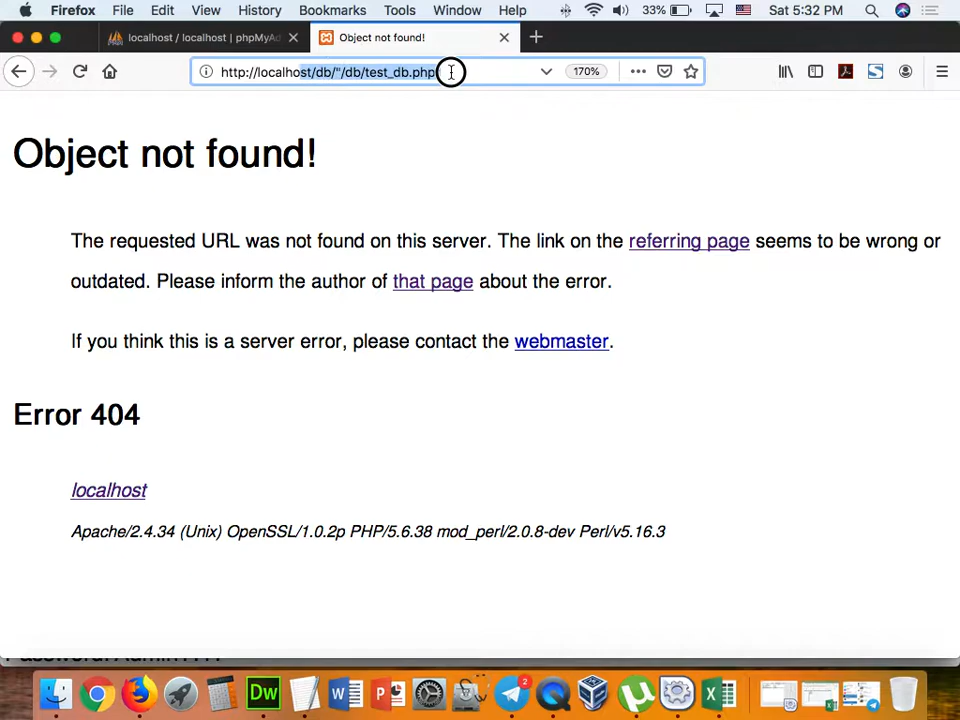 Firefox File Edit View History Bookmarks Tools Window Help 33% Sat 5:32 PM
localhost / localhost | phpMyAd Object not found!
http://localhost/db/"/db/test_db.php 170%
Object not found!
The requested URL was not found on this server. The link on the referring page seems to be wrong or
outdated. Please inform the author of that page about the error.
If you think this is a server error, please contact the webmaster.
Error 404
localhost
Apache/2.4.34 (Unix) OpenSSL/1.0.2p PHP/5.6.38 mod_perl/2.0.8-dev Perl/v5.16.3
Dw W P 2 X